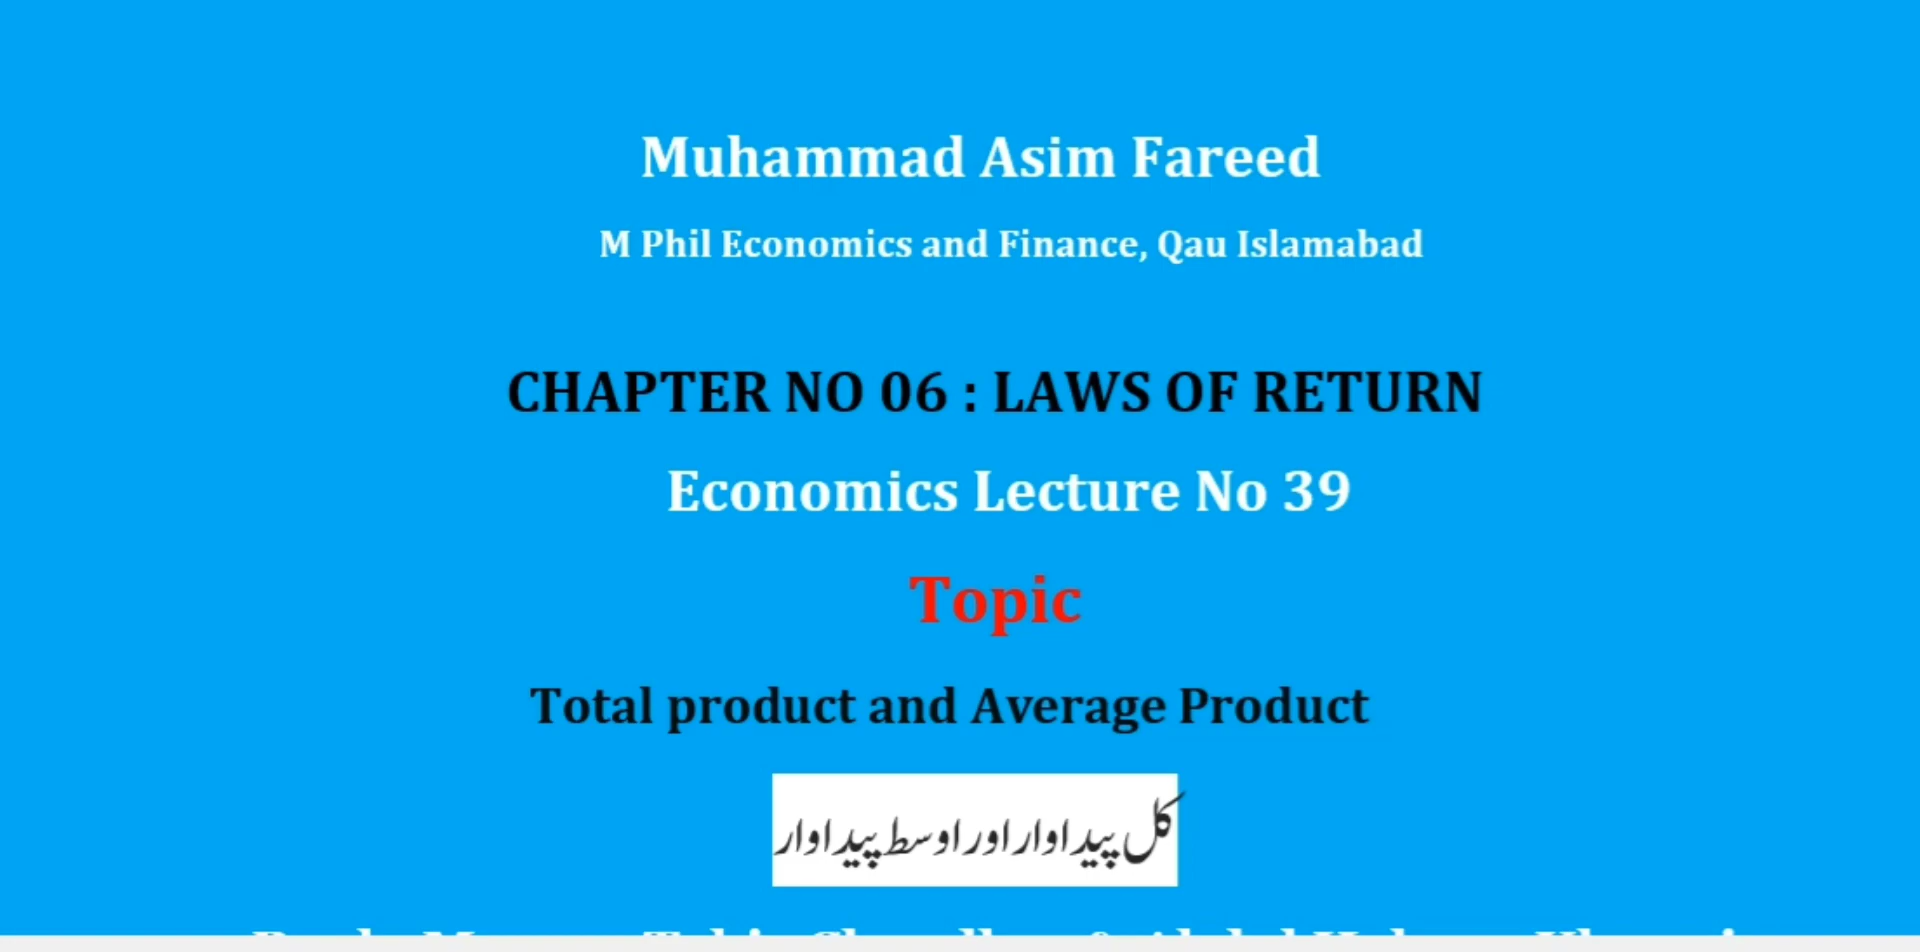 Muhammad Asim Fareed
M Phil Economics and Finance, Qau Islamabad
CHAPTER NO 06 : LAWS OF RETURN
Economics Lecture No 39
Topic
Total product and Average Product
کل پیداوار اور اوسط پیداوار